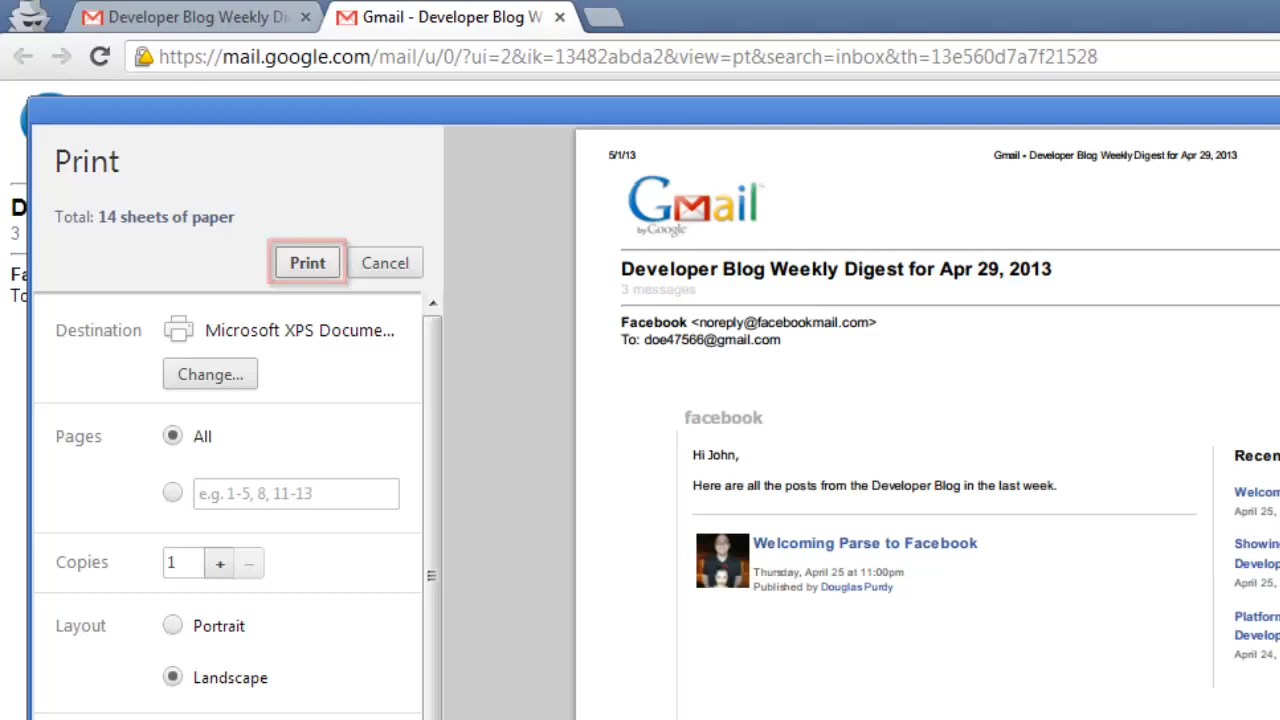 Developer Blog Weekly Di
Gmail - Developer Blog W
https://mail.google.com/mail/u/0/?ui=2&ik=13482abda2&view=pt&search=inbox&th=13e560d7a7f21528
Print
Total: 14 sheets of paper
Print Cancel
Destination Microsoft XPS Docume...
Change...
Pages All
e.g. 1-5, 8, 11-13
Copies 1 + −
Layout Portrait
Landscape
D
3
Fa
To
5/1/13 Gmail - Developer Blog Weekly Digest for Apr 29, 2013
Gmail
by Google
Developer Blog Weekly Digest for Apr 29, 2013
3 messages
Facebook <noreply@facebookmail.com>
To: doe47566@gmail.com
facebook
Hi John,
Here are all the posts from the Developer Blog in the last week.
Welcoming Parse to Facebook
Thursday, April 25 at 11:00pm
Published by Douglas Purdy
Recen
Welcom
April 25,
Showing
Develop
April 25,
Platform
Develop
April 24,